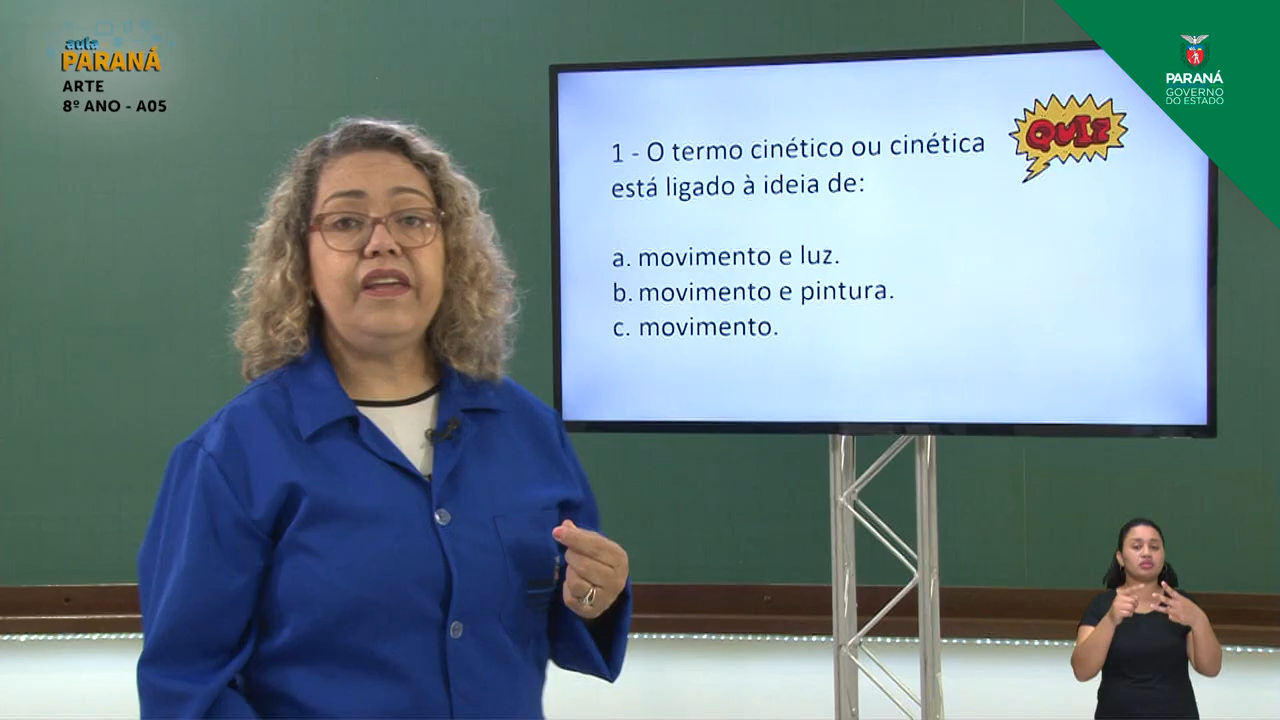 aula
PARANÁ
ARTE
8º ANO - A05
1 - O termo cinético ou cinética
está ligado à ideia de:
a. movimento e luz.
b. movimento e pintura.
c. movimento.
QUIZ
PARANÁ
GOVERNO
DO ESTADO